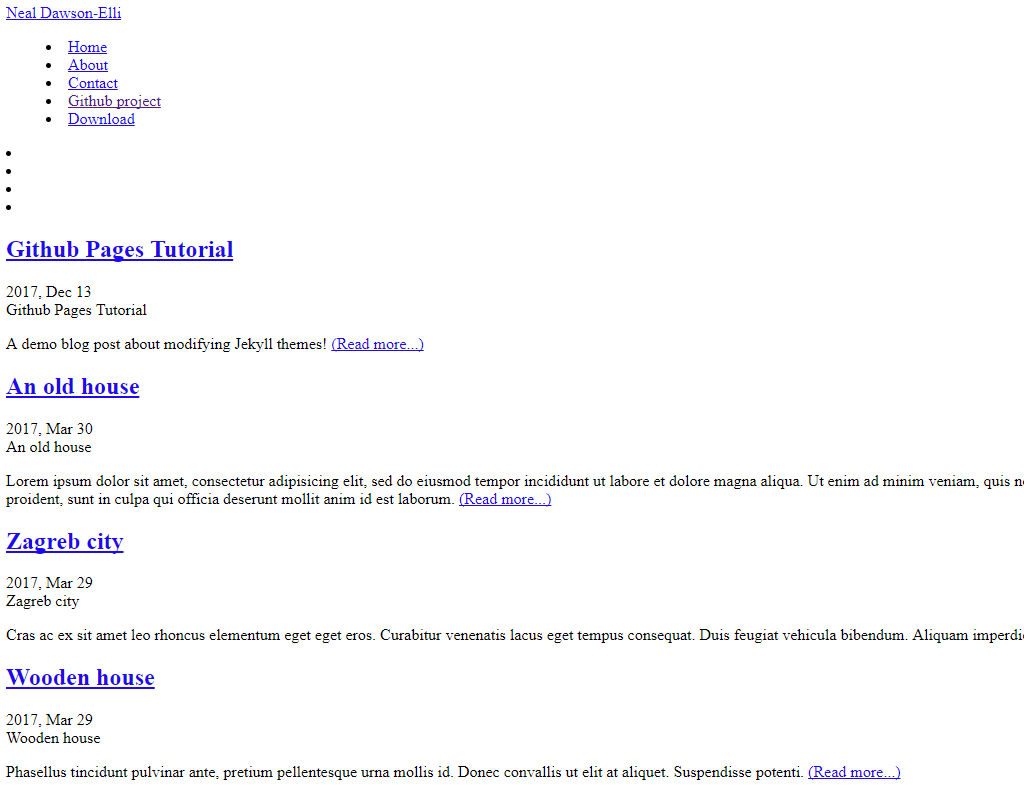 Neal Dawson-Elli
Home
About
Contact
Github project
Download
Github Pages Tutorial
2017, Dec 13
Github Pages Tutorial
A demo blog post about modifying Jekyll themes! (Read more...)
An old house
2017, Mar 30
An old house
Lorem ipsum dolor sit amet, consectetur adipisicing elit, sed do eiusmod tempor incididunt ut labore et dolore magna aliqua. Ut enim ad minim veniam, quis
proident, sunt in culpa qui officia deserunt mollit anim id est laborum. (Read more...)
Zagreb city
2017, Mar 29
Zagreb city
Cras ac ex sit amet leo rhoncus elementum eget eget eros. Curabitur venenatis lacus eget tempus consequat. Duis feugiat vehicula bibendum. Aliquam
Wooden house
2017, Mar 29
Wooden house
Phasellus tincidunt pulvinar ante, pretium pellentesque urna mollis id. Donec convallis ut elit at aliquet. Suspendisse potenti. (Read more...)